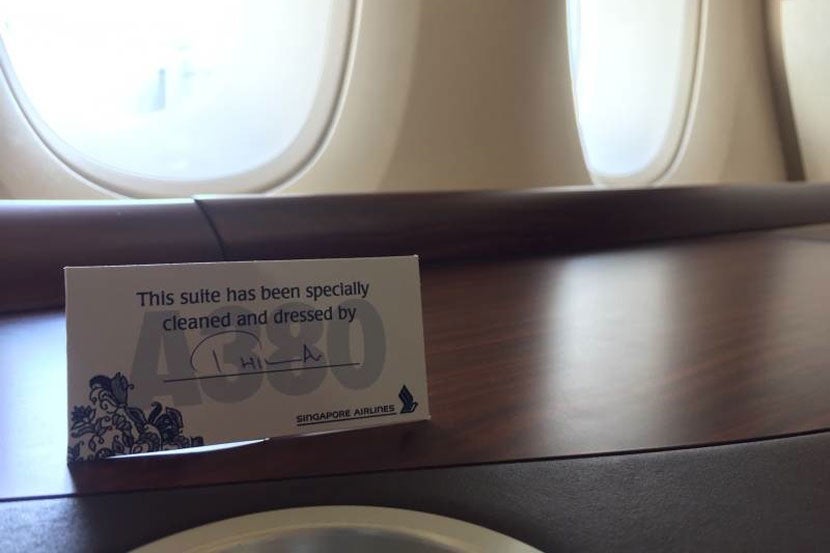 This suite has been specially
cleaned and dressed by
A380
SINGAPORE AIRLINES